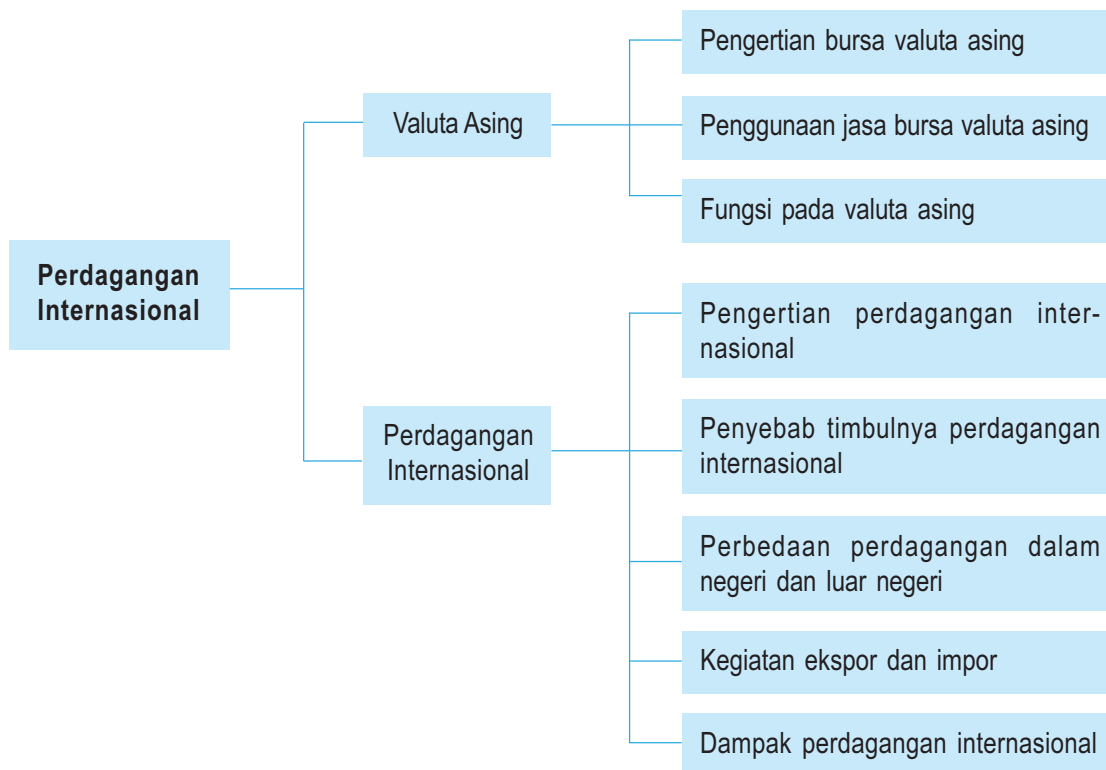 Perdagangan
Internasional
Valuta Asing
Pengertian bursa valuta asing
Penggunaan jasa bursa valuta asing
Fungsi pada valuta asing
Perdagangan
Internasional
Pengertian perdagangan inter-
nasional
Penyebab timbulnya perdagangan
internasional
Perbedaan perdagangan dalam
negeri dan luar negeri
Kegiatan ekspor dan impor
Dampak perdagangan internasional